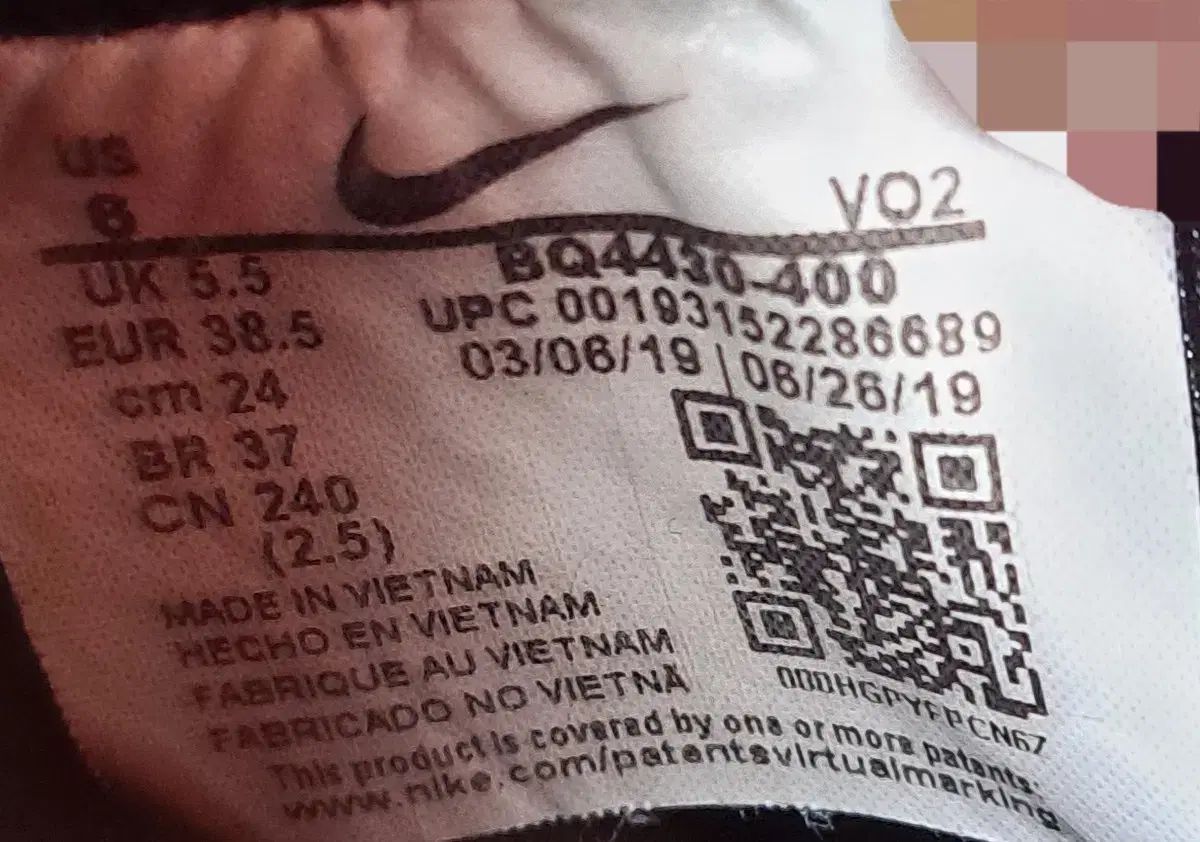 US
6
VO2
UK 5.5
EUR 38.5
cm 24
BR 37
CN 240
(2.5)
BQ4430-400
UPC 00193152286689
03/06/19 | 06/26/19
MADE IN VIETNAM
HECHO EN VIETNAM
FABRIQUE AU VIETNAM
FABRICADO NO VIETNÃ
000HGPYFPCN67
This product is covered by one or more patents.
www.nike.com/patentsvirtualmarking